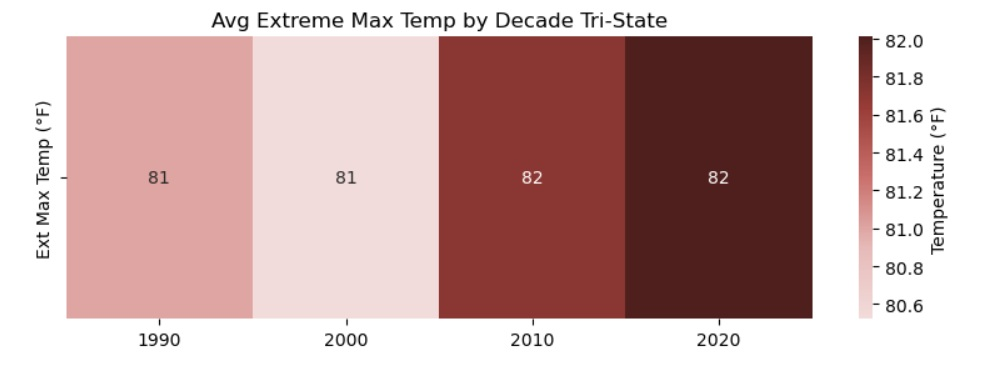 Avg Extreme Max Temp by Decade Tri-State
Ext Max Temp (°F)
81 81 82 82
1990 2000 2010 2020
82.0
81.8
81.6
81.4
81.2
81.0
80.8
80.6
Temperature (°F)